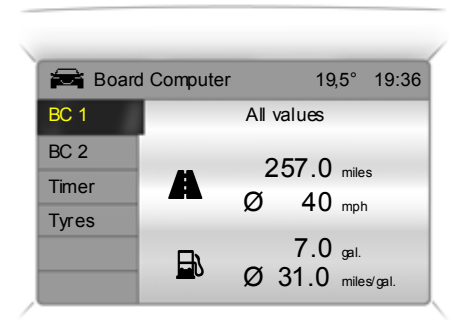 Board Computer 19,5° 19:36
BC 1
All values
BC 2
Timer
Tyres
257.0 miles
Ø 40 mph
7.0 gal.
Ø 31.0 miles/gal.